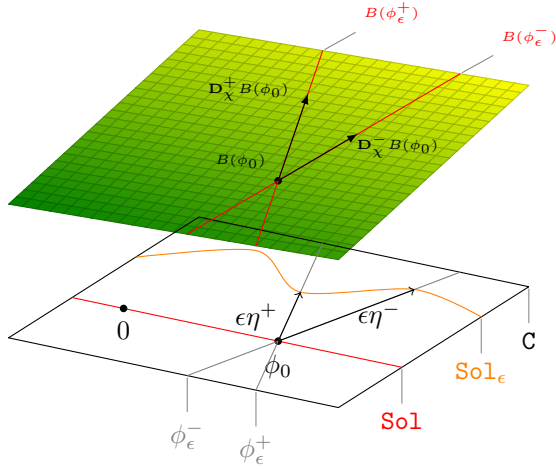 B(ϕ_ϵ^+)
B(ϕ_ϵ^-)
D_χ^+ B(ϕ_0)
D_χ^- B(ϕ_0)
B(ϕ_0)
ϵη^+
ϵη^-
0
ϕ_0
C
Sol_ϵ
Sol
ϕ_ϵ^-
ϕ_ϵ^+